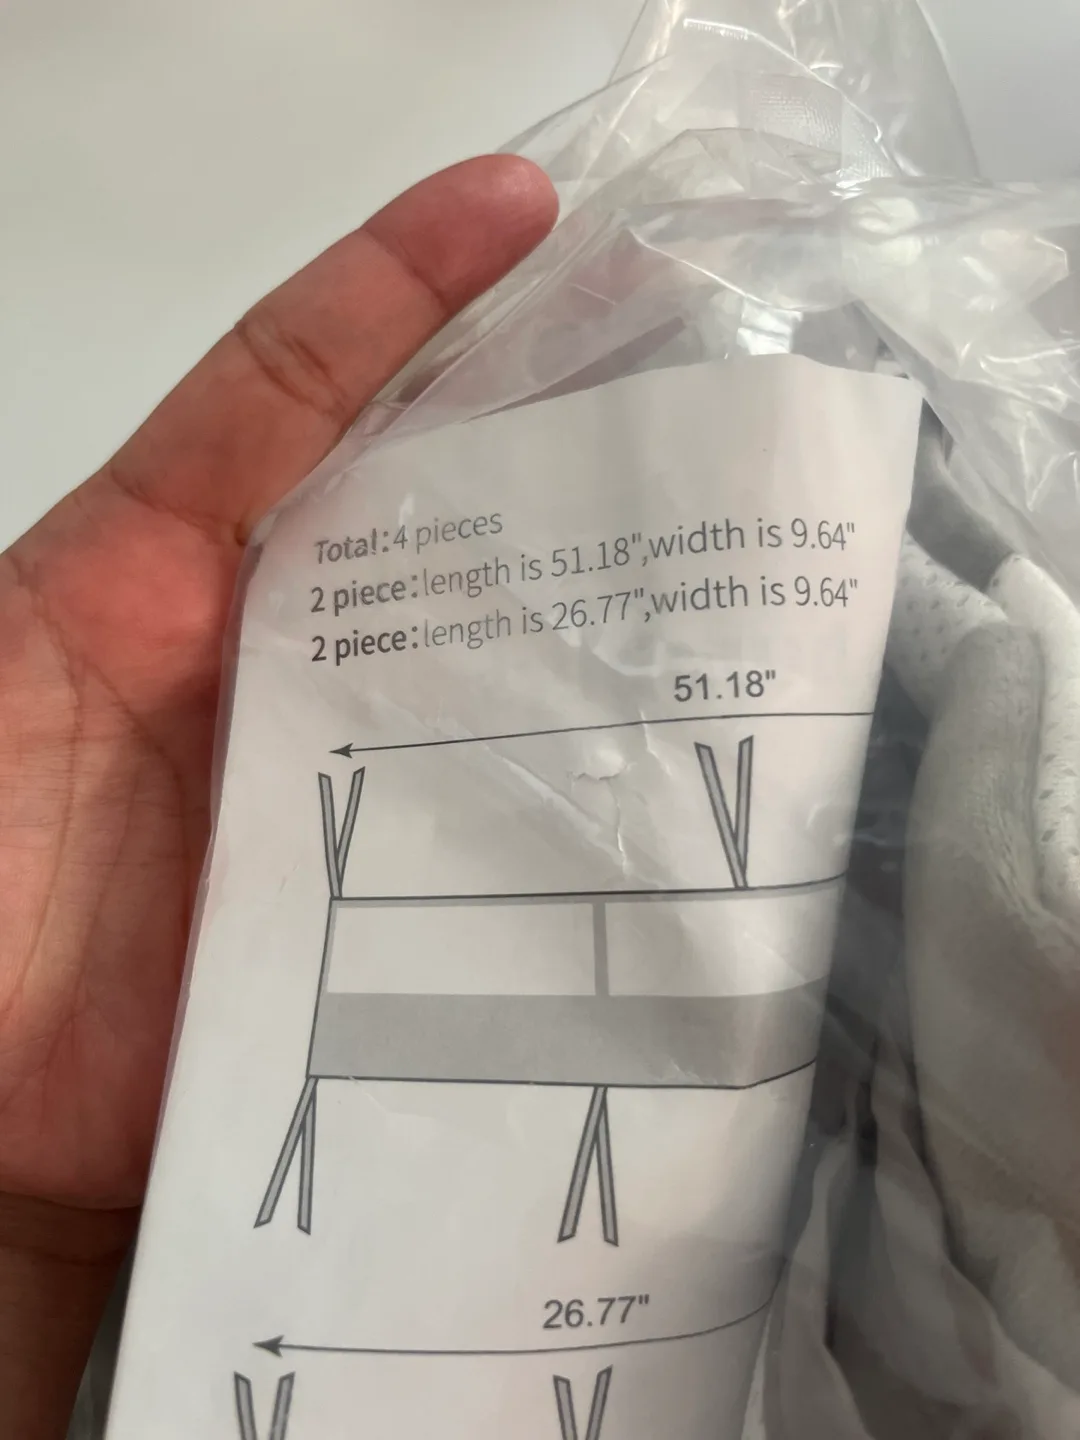 Total:4 pieces
2 piece:length is 51.18",width is 9.64"
2 piece:length is 26.77",width is 9.64"
51.18"
26.77"